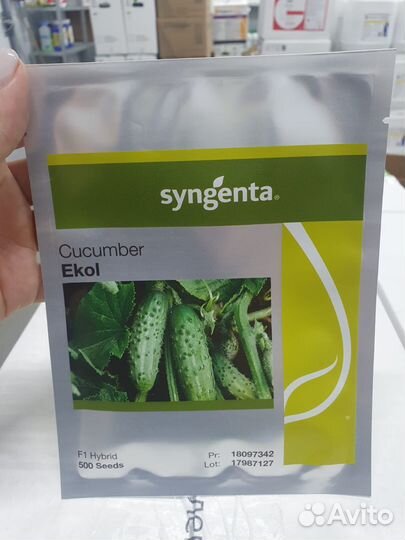 syngenta®
Cucumber
Ekol
F1 Hybrid
500 Seeds
Pr: 18097342
Lot: 17987127
Avito